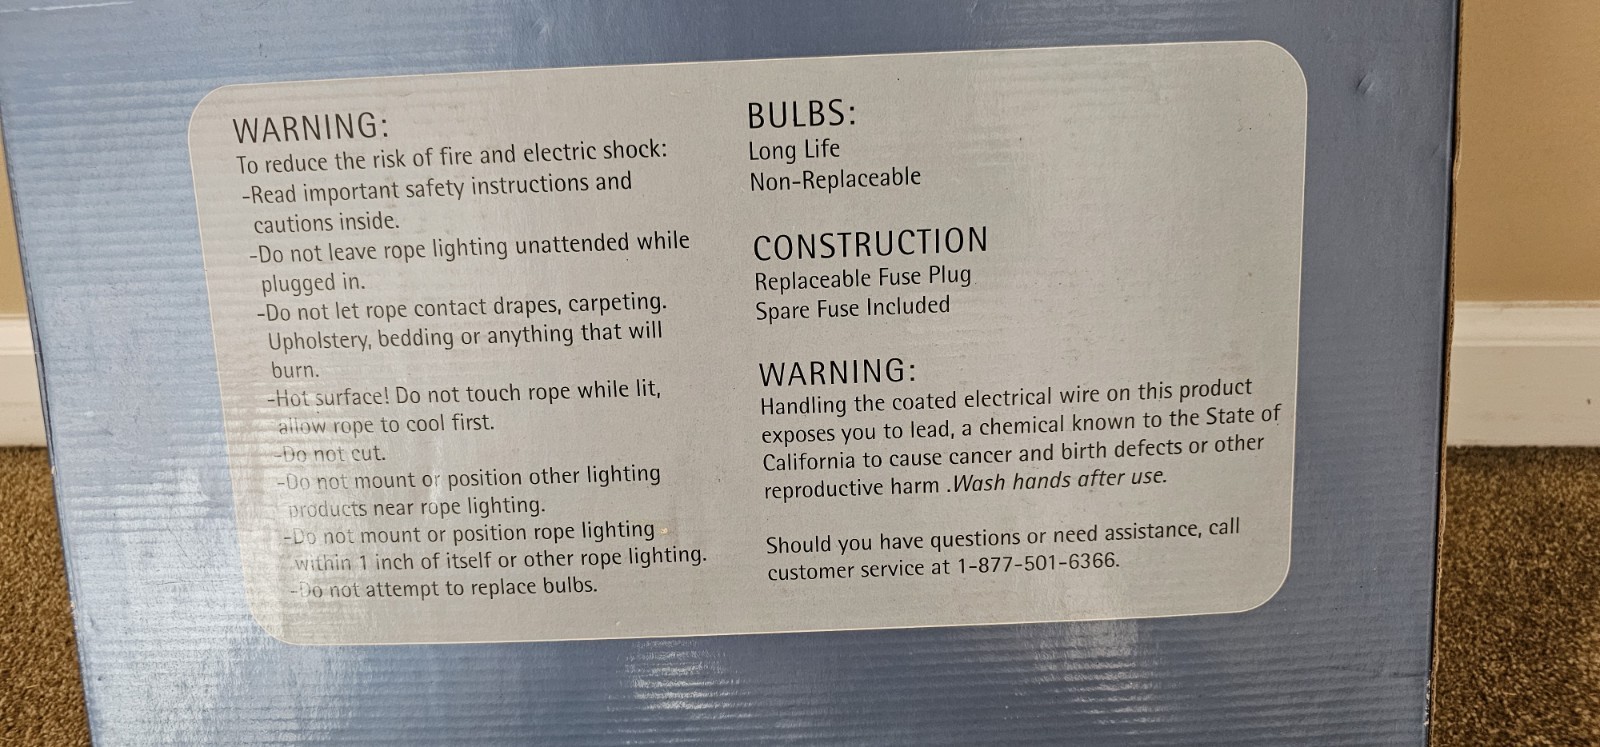 WARNING:
To reduce the risk of fire and electric shock:
-Read important safety instructions and
cautions inside.
-Do not leave rope lighting unattended while
plugged in.
-Do not let rope contact drapes, carpeting.
Upholstery, bedding or anything that will
burn.
-Hot surface! Do not touch rope while lit,
allow rope to cool first.
-Do not cut.
-Do not mount or position other lighting
products near rope lighting.
-Do not mount or position rope lighting
within 1 inch of itself or other rope lighting.
-Do not attempt to replace bulbs.
BULBS:
Long Life
Non-Replaceable
CONSTRUCTION
Replaceable Fuse Plug
Spare Fuse Included
WARNING:
Handling the coated electrical wire on this product
exposes you to lead, a chemical known to the State of
California to cause cancer and birth defects or other
reproductive harm .Wash hands after use.
Should you have questions or need assistance, call
customer service at 1-877-501-6366.